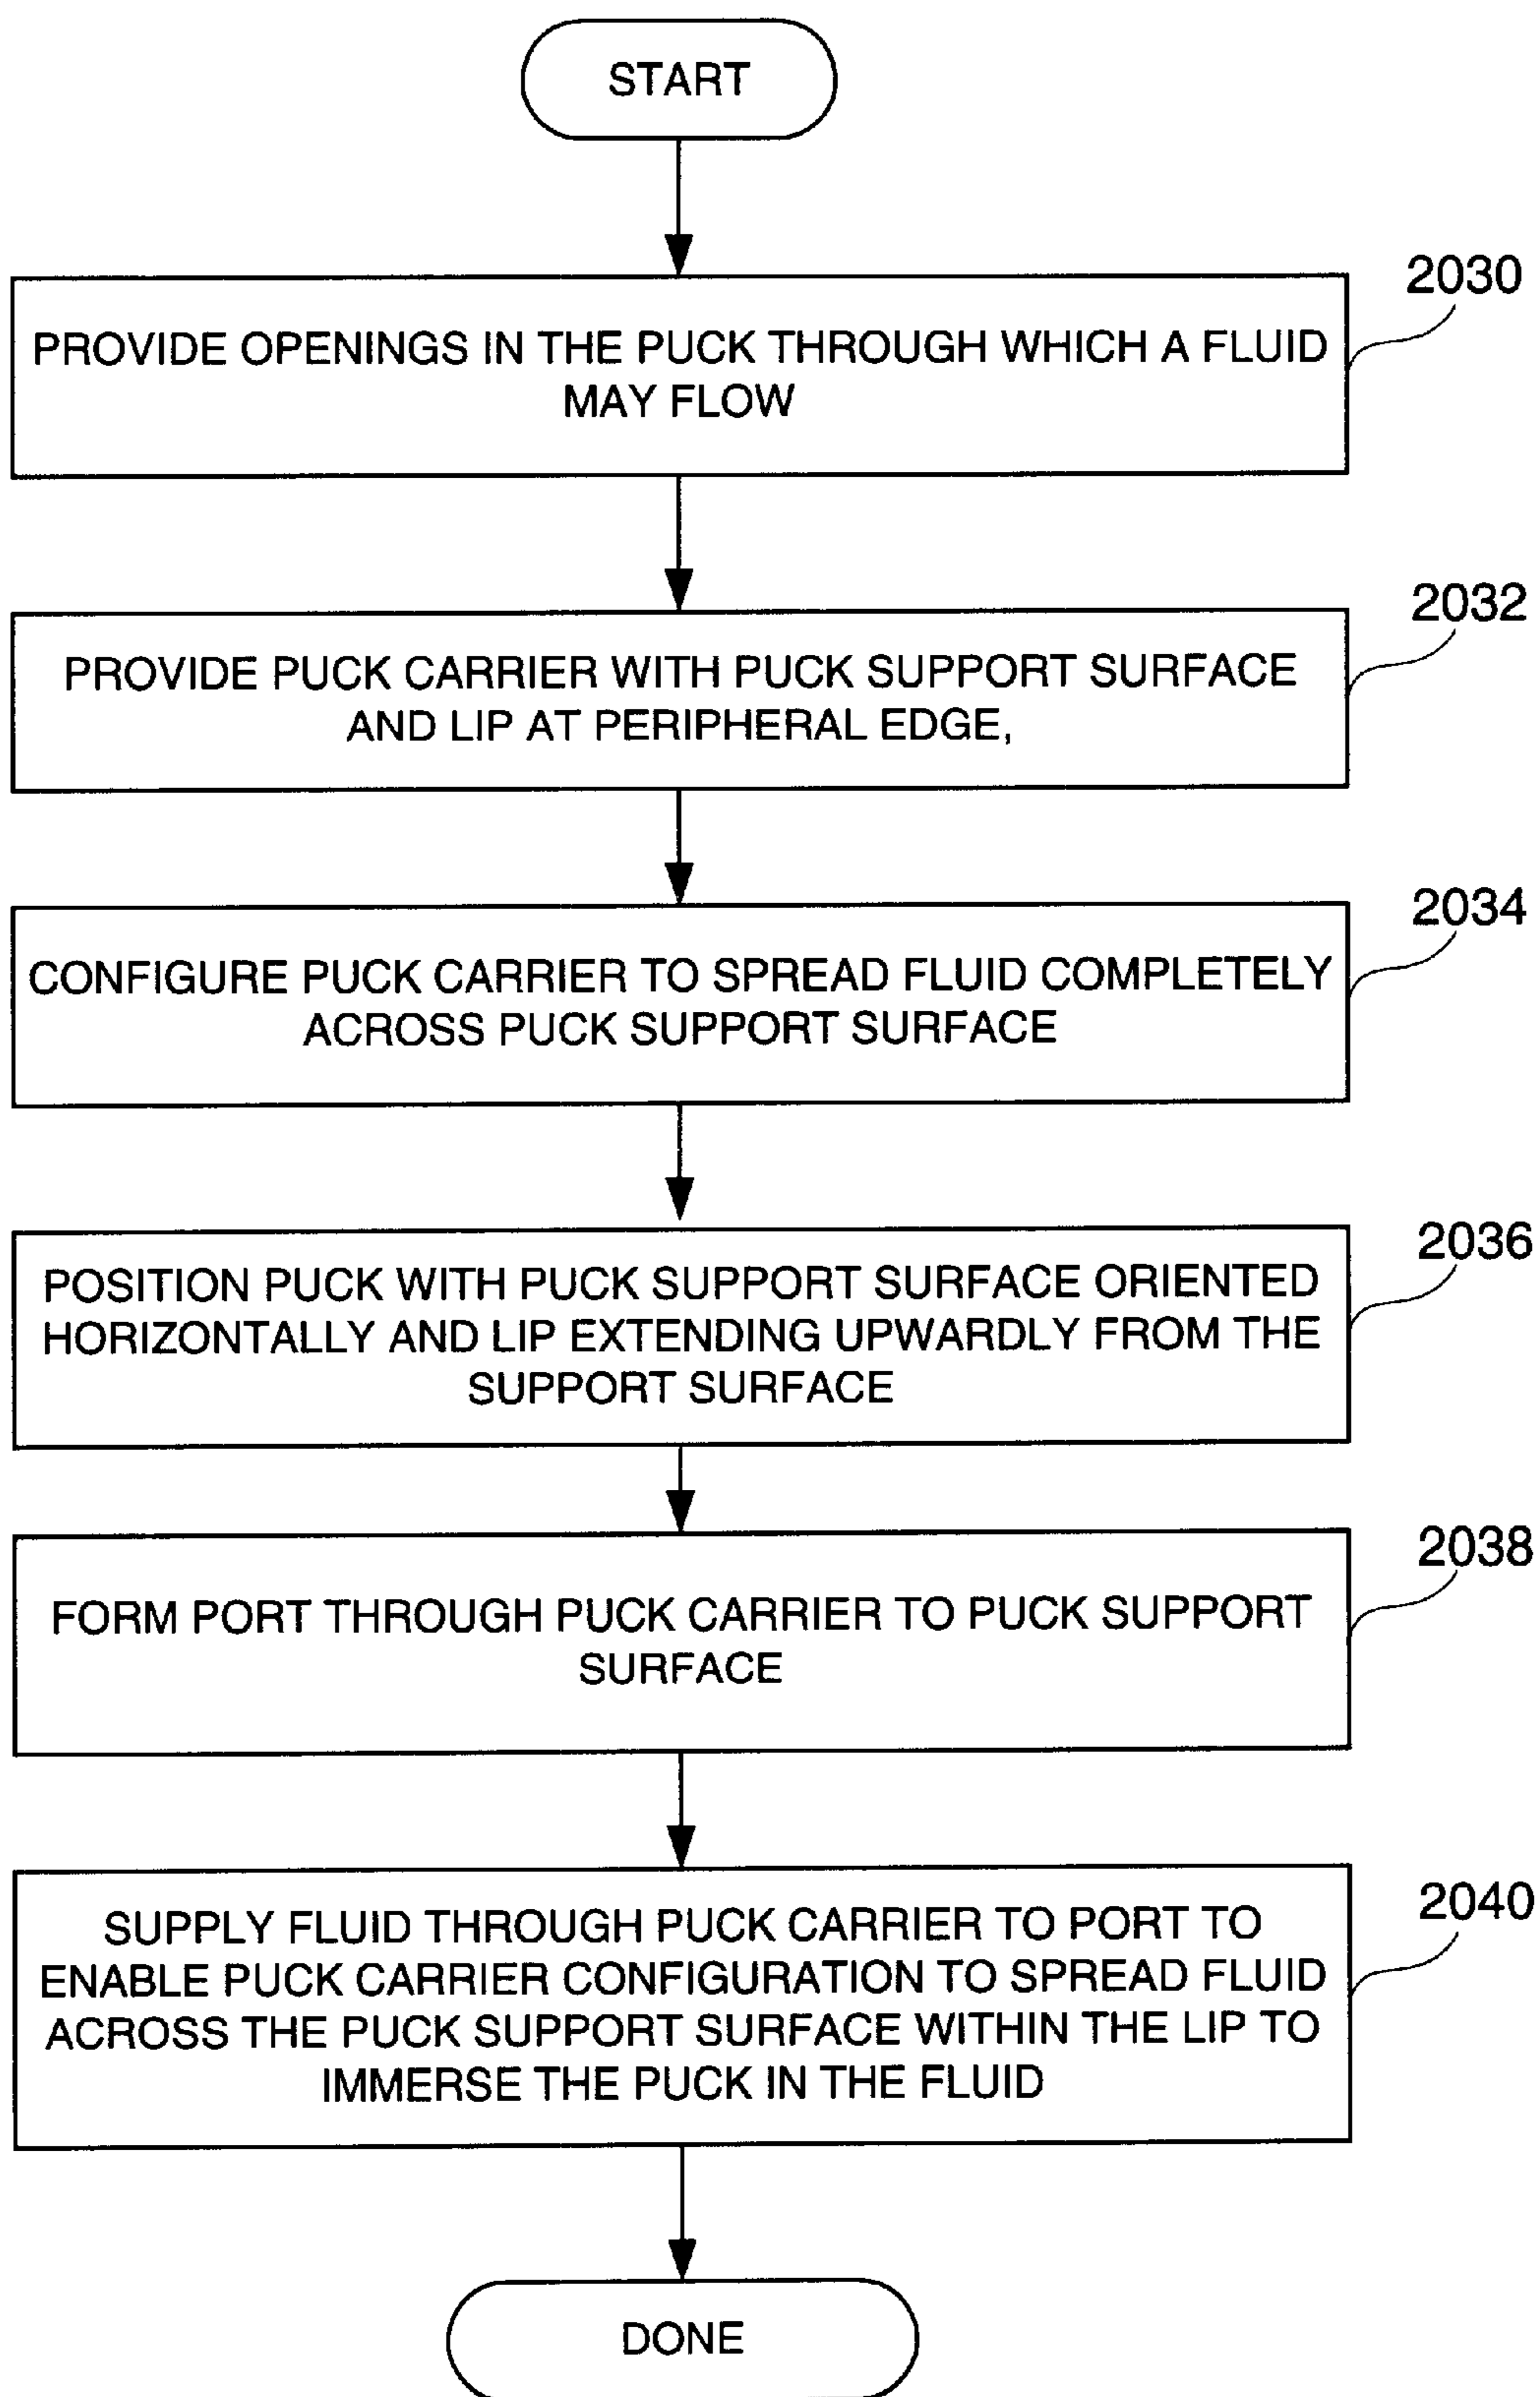 START
2030
PROVIDE OPENINGS IN THE PUCK THROUGH WHICH A FLUID
MAY FLOW
2032
PROVIDE PUCK CARRIER WITH PUCK SUPPORT SURFACE
AND LIP AT PERIPHERAL EDGE,
2034
CONFIGURE PUCK CARRIER TO SPREAD FLUID COMPLETELY
ACROSS PUCK SUPPORT SURFACE
2036
POSITION PUCK WITH PUCK SUPPORT SURFACE ORIENTED
HORIZONTALLY AND LIP EXTENDING UPWARDLY FROM THE
SUPPORT SURFACE
2038
FORM PORT THROUGH PUCK CARRIER TO PUCK SUPPORT
SURFACE
2040
SUPPLY FLUID THROUGH PUCK CARRIER TO PORT TO
ENABLE PUCK CARRIER CONFIGURATION TO SPREAD FLUID
ACROSS THE PUCK SUPPORT SURFACE WITHIN THE LIP TO
IMMERSE THE PUCK IN THE FLUID
DONE